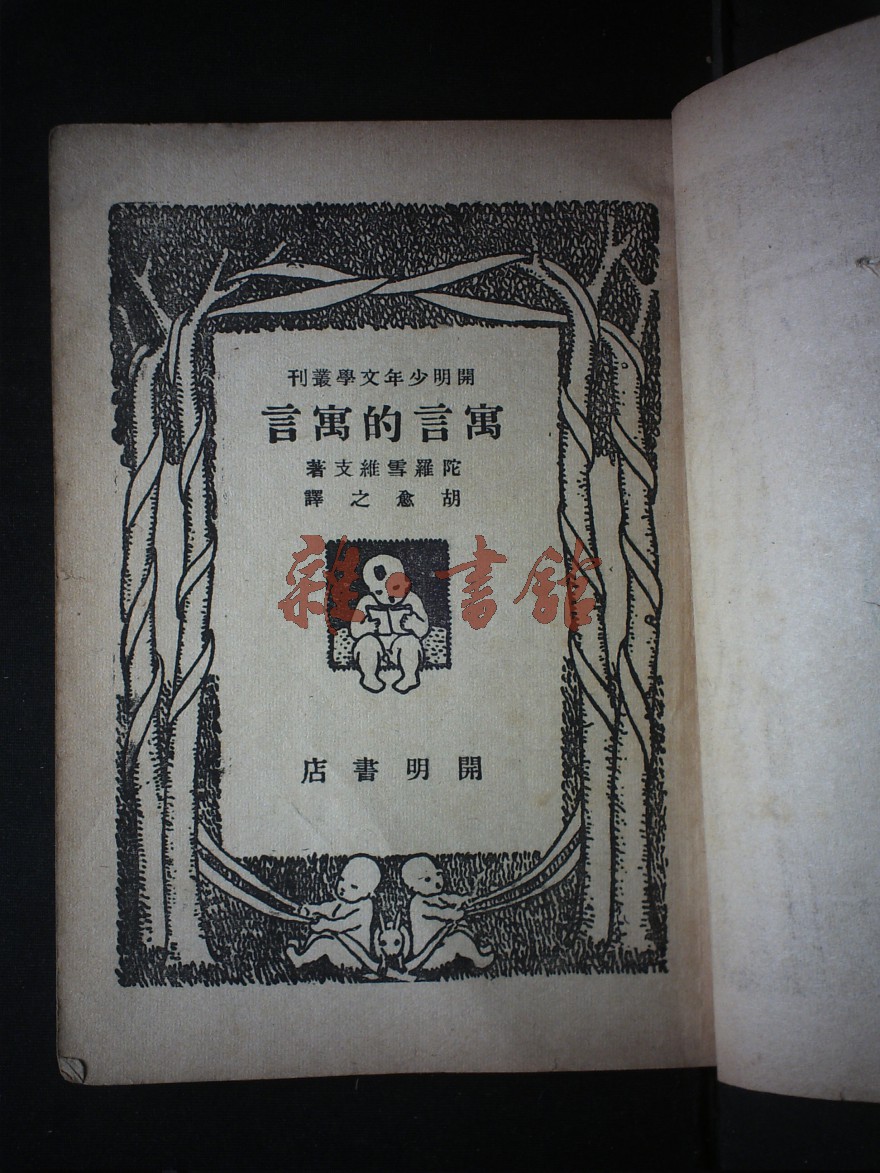 開明少年文學叢刊
寓言的寓言
陀羅雪維支著
胡愈之譯
雜·書館
開明書店